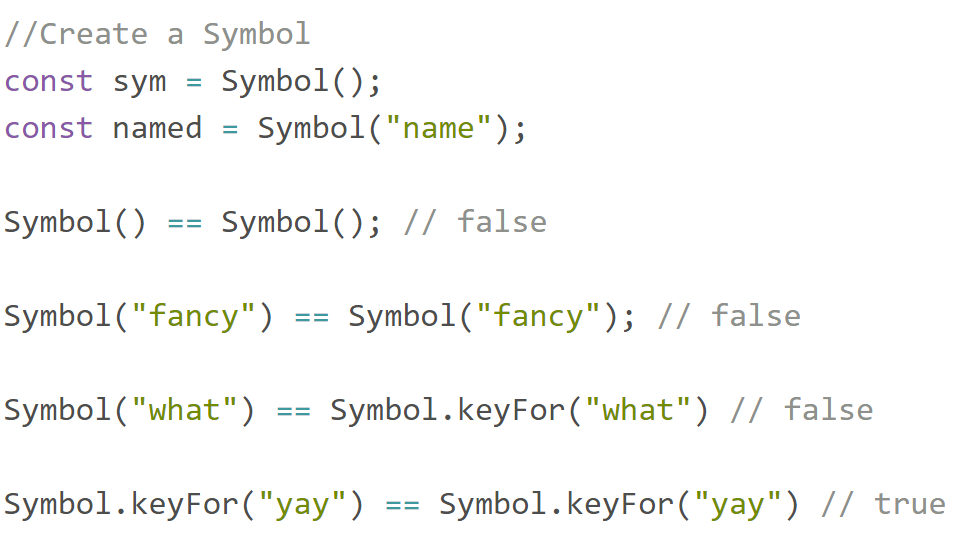 //Create a Symbol
const sym = Symbol();
const named = Symbol("name");
Symbol() == Symbol(); // false
Symbol("fancy") == Symbol("fancy"); // false
Symbol("what") == Symbol.keyFor("what") // false
Symbol.keyFor("yay") == Symbol.keyFor("yay") // true